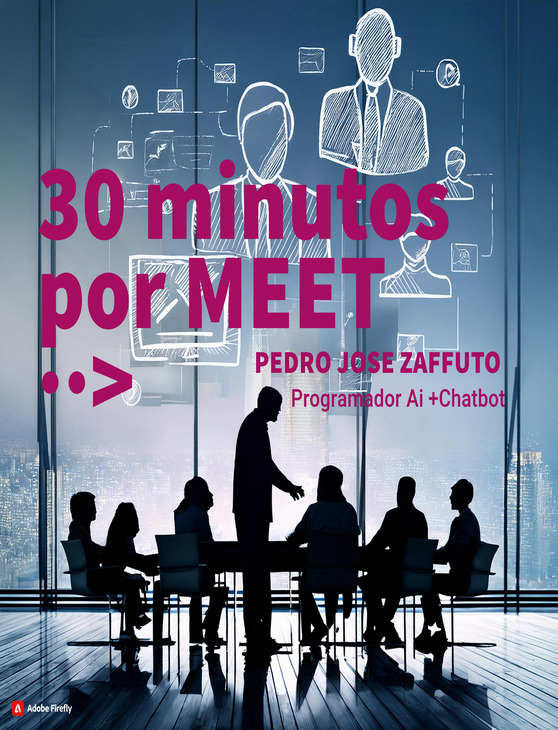 30 minutos
por MEET
:>
PEDRO JOSE ZAFFUTO
Programador Ai +Chatbot
Adobe Firefly